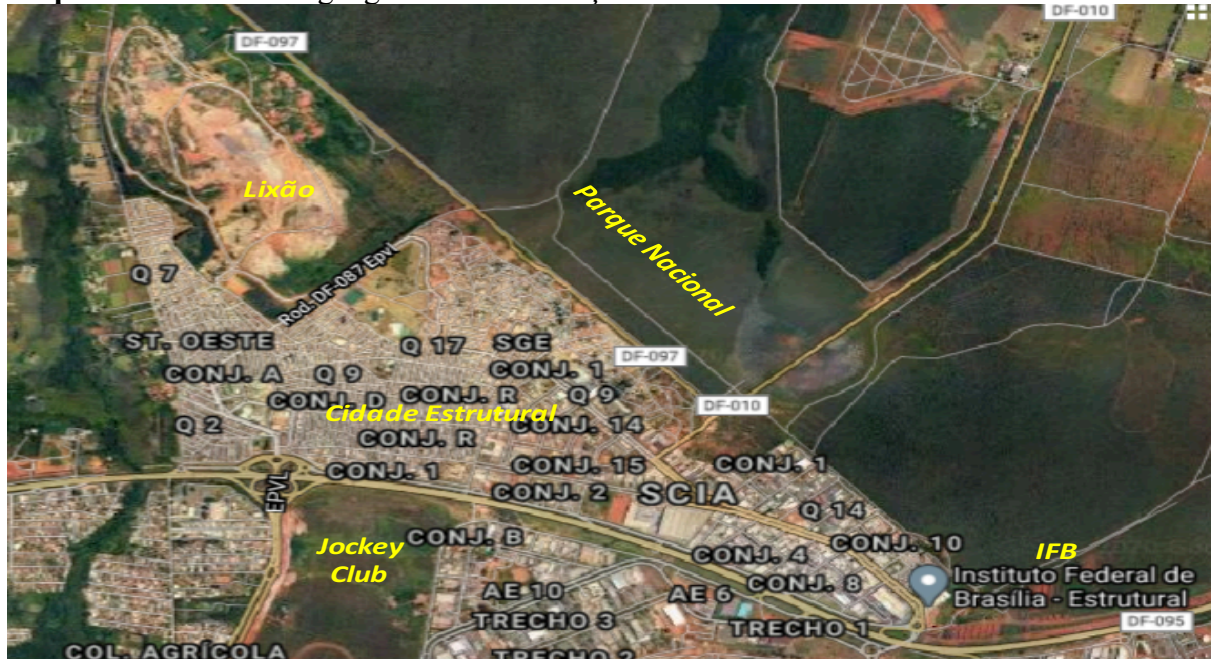 DF-010
DF-097
Lixão
Parque Nacional
Rod. DF-087 Epvl
Q 7
ST. OESTE
Q 17
SGE
DF-097
CONJ. A
Q 9
CONJ. 1
CONJ. D
CONJ. R
Q 9
DF-010
Cidade Estrutural
Q 2
CONJ. 14
CONJ. R
CONJ. 1
CONJ. 15
CONJ. 1
EPVL
CONJ. 2
SCIA
Q 14
Jockey
Club
CONJ. B
CONJ. 4
CONJ. 10
IFB
CONJ. 8
Instituto Federal de
Brasília - Estrutural
AE 10
AE 6
TRECHO 3
TRECHO 1
DF-095
COL. AGRÍCOLA
TRECHO 2